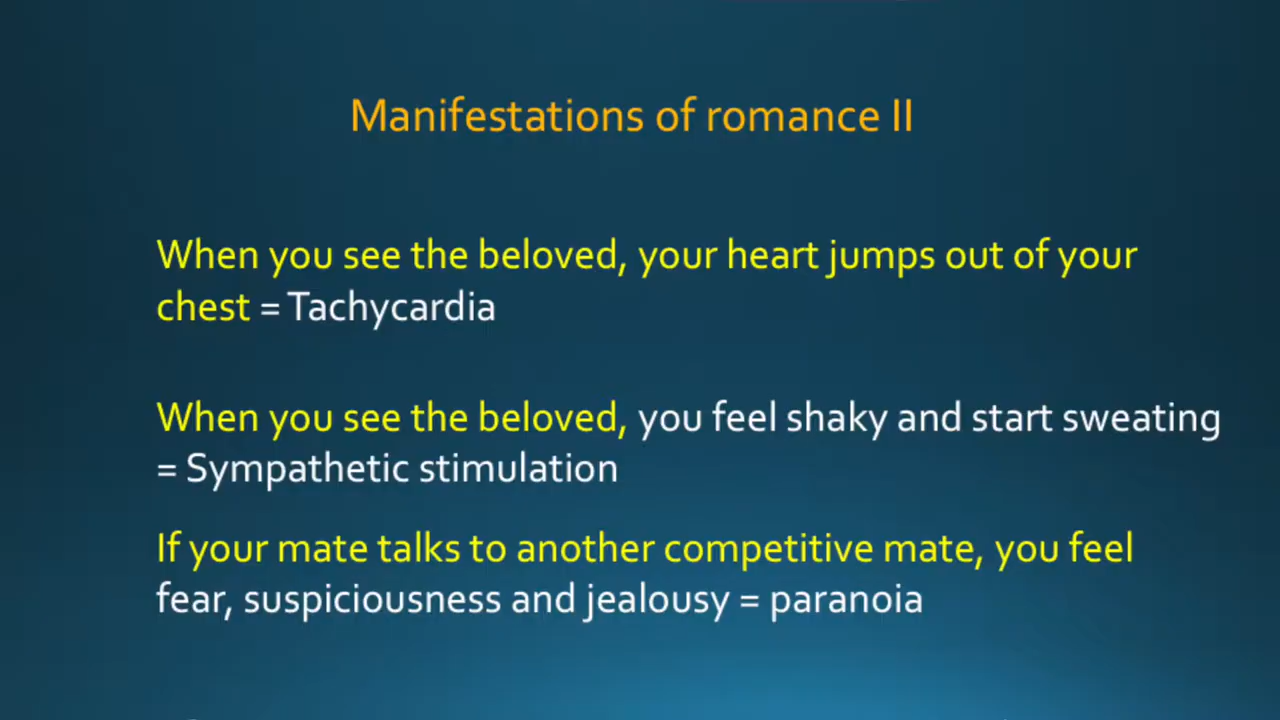 Manifestations of romance II
When you see the beloved, your heart jumps out of your
chest = Tachycardia
When you see the beloved, you feel shaky and start sweating
= Sympathetic stimulation
If your mate talks to another competitive mate, you feel
fear, suspiciousness and jealousy = paranoia